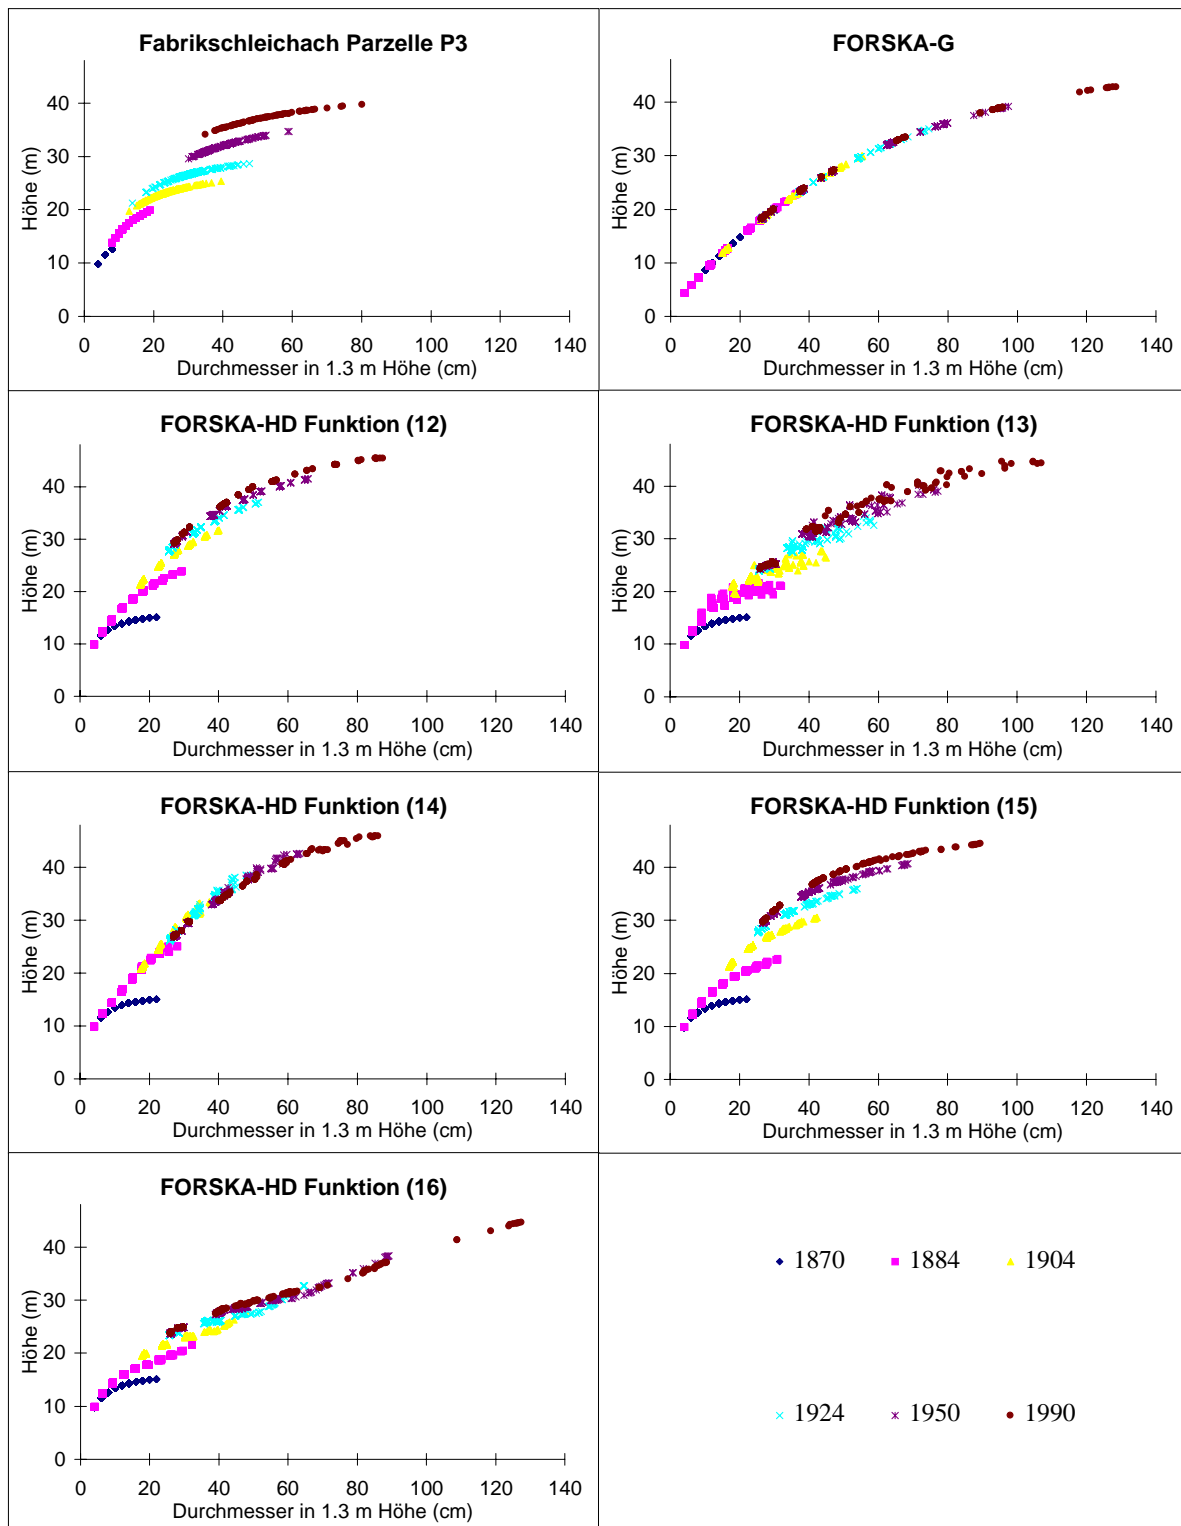 Fabrikschleichach Parzelle P3
Höhe (m)
40
30
20
10
0
0 20 40 60 80 100 120 140
Durchmesser in 1.3 m Höhe (cm)
FORSKA-G
Höhe (m)
40
30
20
10
0
0 20 40 60 80 100 120 140
Durchmesser in 1.3 m Höhe (cm)
FORSKA-HD Funktion (12)
Höhe (m)
40
30
20
10
0
0 20 40 60 80 100 120 140
Durchmesser in 1.3 m Höhe (cm)
FORSKA-HD Funktion (13)
Höhe (m)
40
30
20
10
0
0 20 40 60 80 100 120 140
Durchmesser in 1.3 m Höhe (cm)
FORSKA-HD Funktion (14)
Höhe (m)
40
30
20
10
0
0 20 40 60 80 100 120 140
Durchmesser in 1.3 m Höhe (cm)
FORSKA-HD Funktion (15)
Höhe (m)
40
30
20
10
0
0 20 40 60 80 100 120 140
Durchmesser in 1.3 m Höhe (cm)
FORSKA-HD Funktion (16)
Höhe (m)
40
30
20
10
0
0 20 40 60 80 100 120 140
Durchmesser in 1.3 m Höhe (cm)
1870 1884 1904
1924 1950 1990